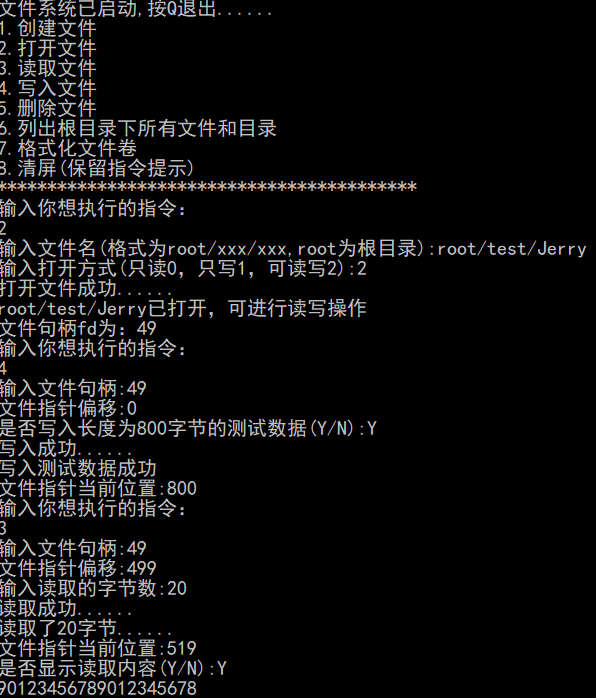 文件系统已启动,按Q退出......
1.创建文件
2.打开文件
3.读取文件
4.写入文件
5.删除文件
6.列出根目录下所有文件和目录
7.格式化文件卷
8.清屏(保留指令提示)
******************************************
输入你想执行的指令:
2
输入文件名(格式为root/xxx/xxx,root为根目录):root/test/Jerry
输入打开方式(只读0, 只写1, 可读写2):2
打开文件成功......
root/test/Jerry已打开, 可进行读写操作
文件句柄fd为: 49
输入你想执行的指令:
4
输入文件句柄:49
文件指针偏移:0
是否写入长度为800字节的测试数据(Y/N):Y
写入成功......
写入测试数据成功
文件指针当前位置:800
输入你想执行的指令:
3
输入文件句柄:49
文件指针偏移:499
输入读取的字节数:20
读取成功......
读取了20字节......
文件指针当前位置:519
是否显示读取内容(Y/N):Y
90123456789012345678